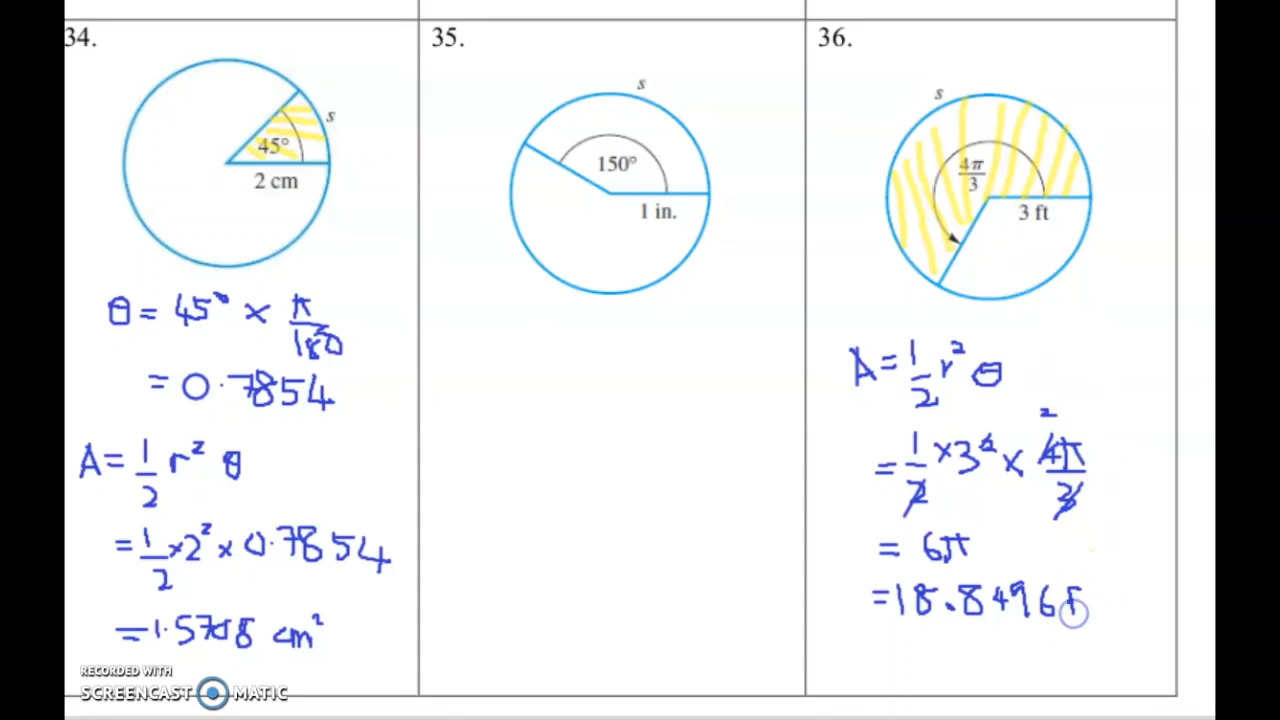 34.
s
45°
2 cm
θ = 45° × π/180
= 0.7854
A = 1/2 r² θ
= 1/2 × 2² × 0.7854
= 1.5708 cm²
35.
s
150°
1 in.
36.
s
4π/3
3 ft
A = 1/2 r² θ
= 1/2 × 3² × 4π/3
2
= 6π
= 18.8496
RECORDED WITH
SCREENCAST MATIC